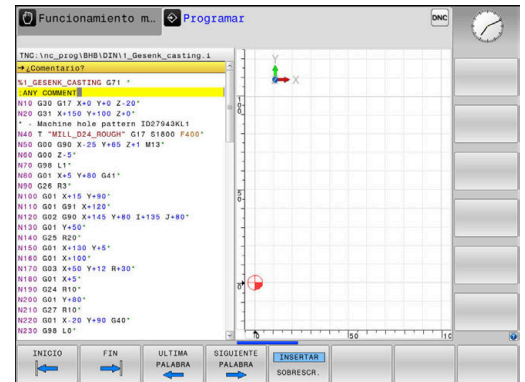 Funcionamiento m...
Programar
DNC
TNC:\nc_prog\BHB\DIN\1_Gesenk_casting.i
→¿Comentario?
%1_GESENK_CASTING G71 *
;ANY COMMENT
N10 G30 G17 X+0 Y+0 Z-20*
N20 G31 X+150 Y+100 Z+0*
* - Machine hole pattern ID27943KL1
N40 T "MILL_D24_ROUGH" G17 S1800 F400*
N50 G00 G90 X-25 Y+65 Z+1 M13*
N60 G00 Z-5*
N70 G98 L1*
N80 G01 X+5 Y+80 G41*
N90 G26 R3*
N100 G01 X+15 Y+90*
N110 G01 G91 X+120*
N120 G02 G90 X+145 Y+80 I+135 J+80*
N130 G01 Y+50*
N140 G25 R20*
N150 G01 X+130 Y+5*
N160 G01 X+100*
N170 G03 X+50 Y+12 R+30*
N180 G01 X+5*
N190 G24 R10*
N200 G01 Y+80*
N210 G27 R10*
N220 G01 X-20 Y+90 G40*
N230 G98 L0*
Y
X
100
50
0
0
50
INICIO
FIN
ULTIMA
PALABRA
SIGUIENTE
PALABRA
INSERTAR
SOBRESCR.